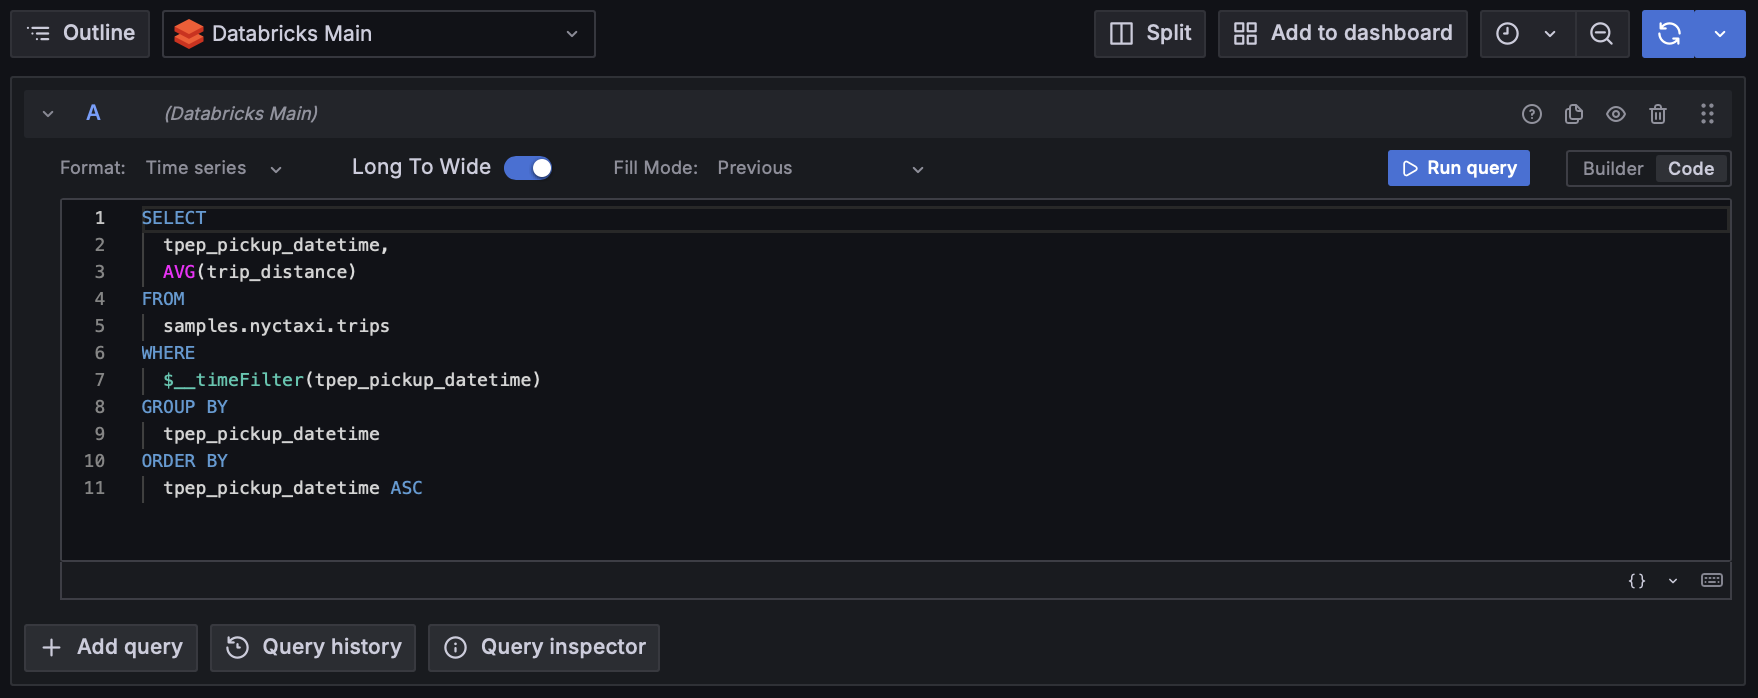 Outline
Databricks Main
Split
Add to dashboard
A
(Databricks Main)
Format: Time series
Long To Wide
Fill Mode: Previous
Run query
Builder
Code
1 SELECT
2 tpep_pickup_datetime,
3 AVG(trip_distance)
4 FROM
5 samples.nyctaxi.trips
6 WHERE
7 $__timeFilter(tpep_pickup_datetime)
8 GROUP BY
9 tpep_pickup_datetime
10 ORDER BY
11 tpep_pickup_datetime ASC
{}
Add query
Query history
Query inspector